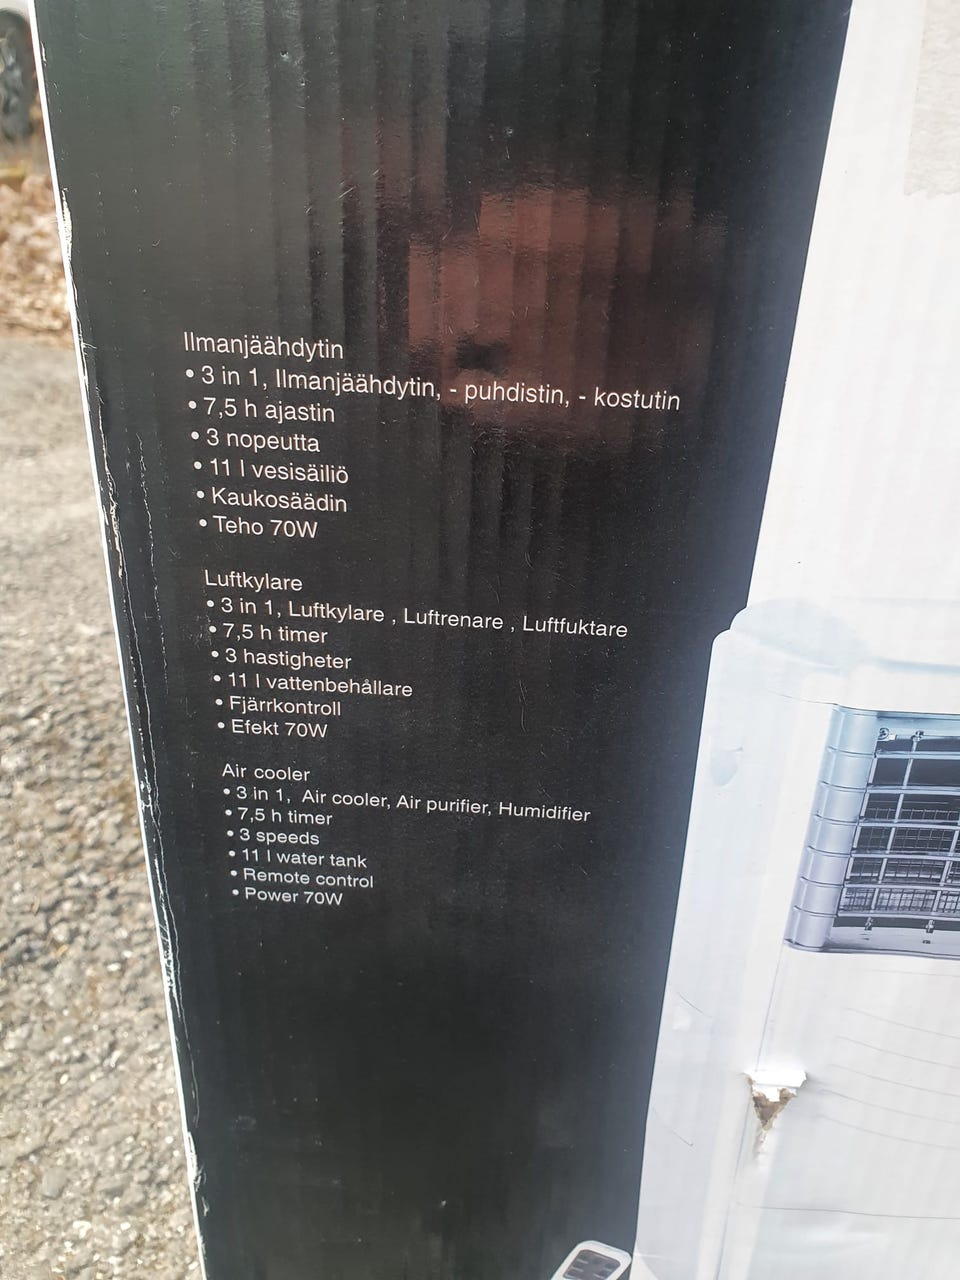 Ilmanjäähdytin
• 3 in 1, Ilmanjäähdytin, - puhdistin, - kostutin
• 7,5 h ajastin
• 3 nopeutta
• 11 l vesisäiliö
• Kaukosäädin
• Teho 70W
Luftkylare
• 3 in 1, Luftkylare , Luftrenare , Luftfuktare
• 7,5 h timer
• 3 hastigheter
• 11 l vattenbehållare
• Fjärrkontroll
• Efekt 70W
Air cooler
• 3 in 1, Air cooler, Air purifier, Humidifier
• 7,5 h timer
• 3 speeds
• 11 l water tank
• Remote control
• Power 70W